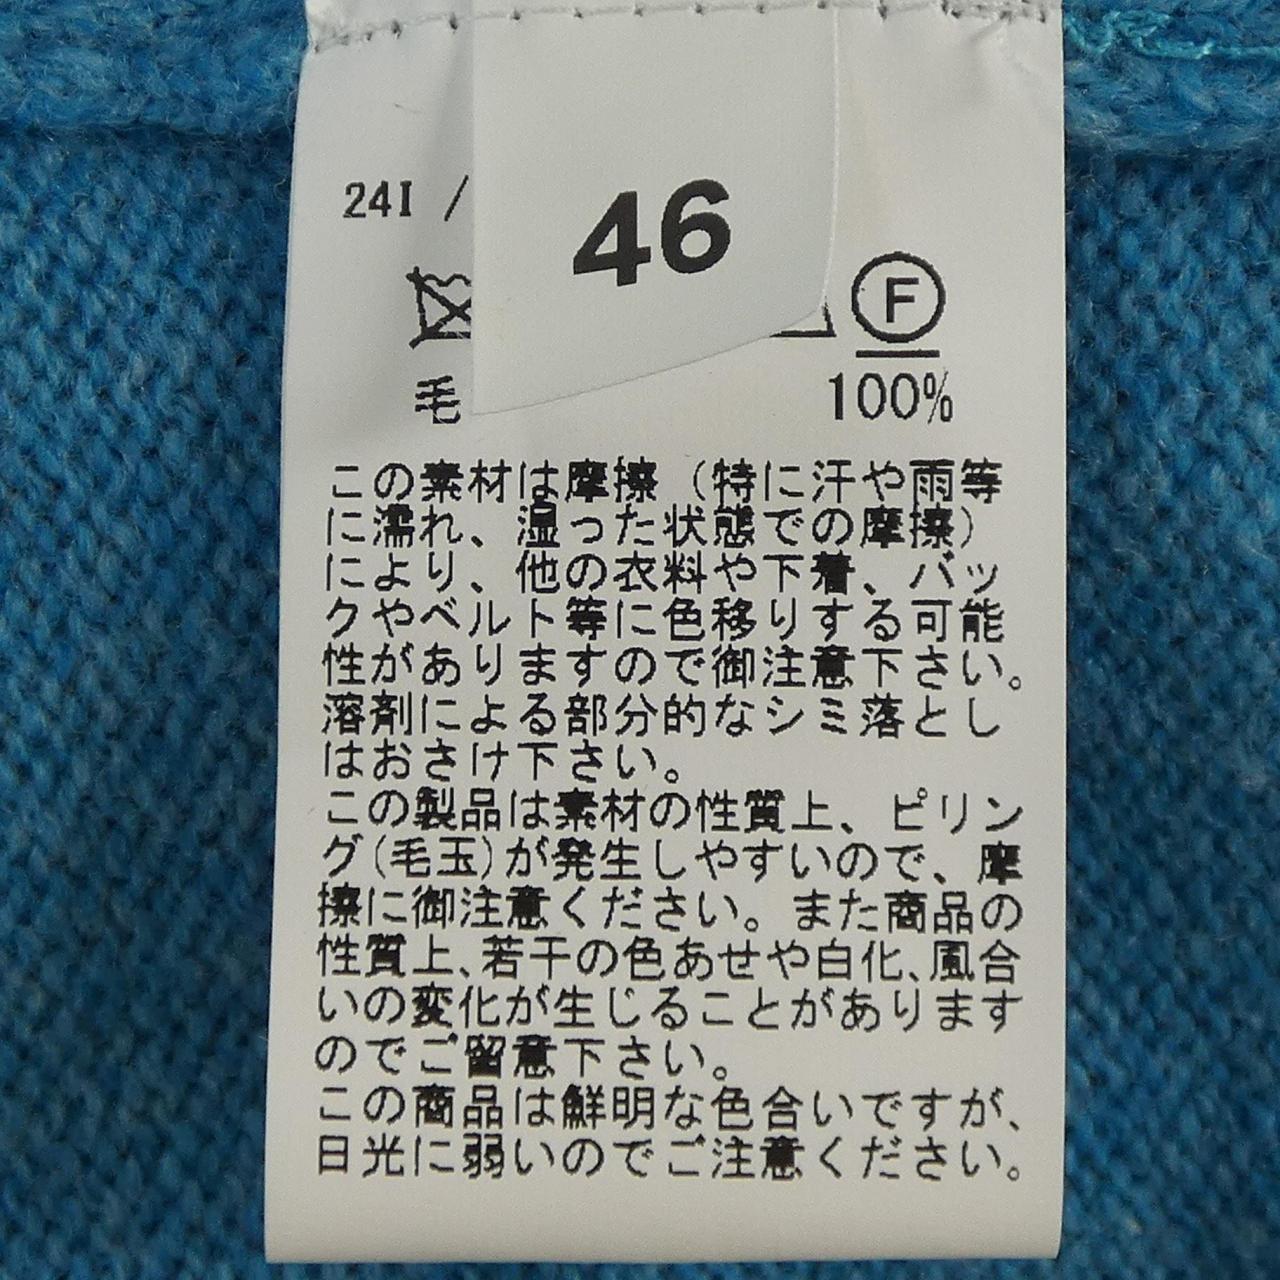 46
24I /
F
毛 100%
この素材は摩擦（特に汗や雨等
に濡れ、湿った状態での摩擦）
により、他の衣料や下着、バッ
クやベルト等に色移りする可能
性がありますので御注意下さい。
溶剤による部分的なシミ落とし
はおさけ下さい。
この製品は素材の性質上、ピリン
グ(毛玉)が発生しやすいので、摩
擦に御注意ください。また商品の
性質上、若干の色あせや白化、風合
いの変化が生じることがあります
のでご留意下さい。
この商品は鮮明な色合いですが、
日光に弱いのでご注意ください。